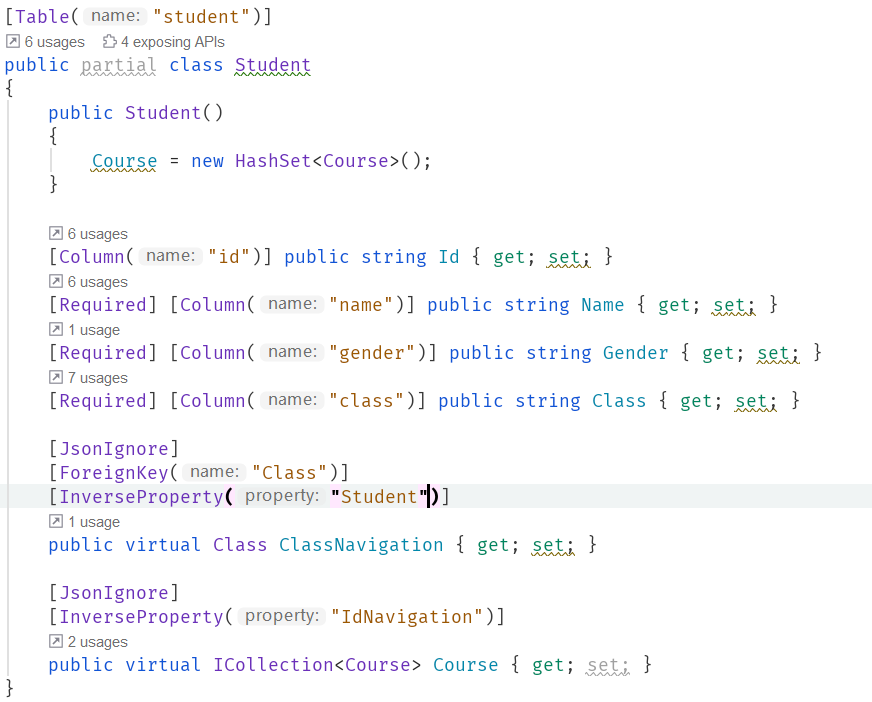 [Table( name: "student")]
6 usages 4 exposing APIs
public partial class Student
{
public Student()
{
Course = new HashSet<Course>();
}
6 usages
[Column( name: "id")] public string Id { get; set; }
6 usages
[Required] [Column( name: "name")] public string Name { get; set; }
1 usage
[Required] [Column( name: "gender")] public string Gender { get; set; }
7 usages
[Required] [Column( name: "class")] public string Class { get; set; }
[JsonIgnore]
[ForeignKey( name: "Class")]
[InverseProperty( property: "Student")]
1 usage
public virtual Class ClassNavigation { get; set; }
[JsonIgnore]
[InverseProperty( property: "IdNavigation")]
2 usages
public virtual ICollection<Course> Course { get; set; }
}